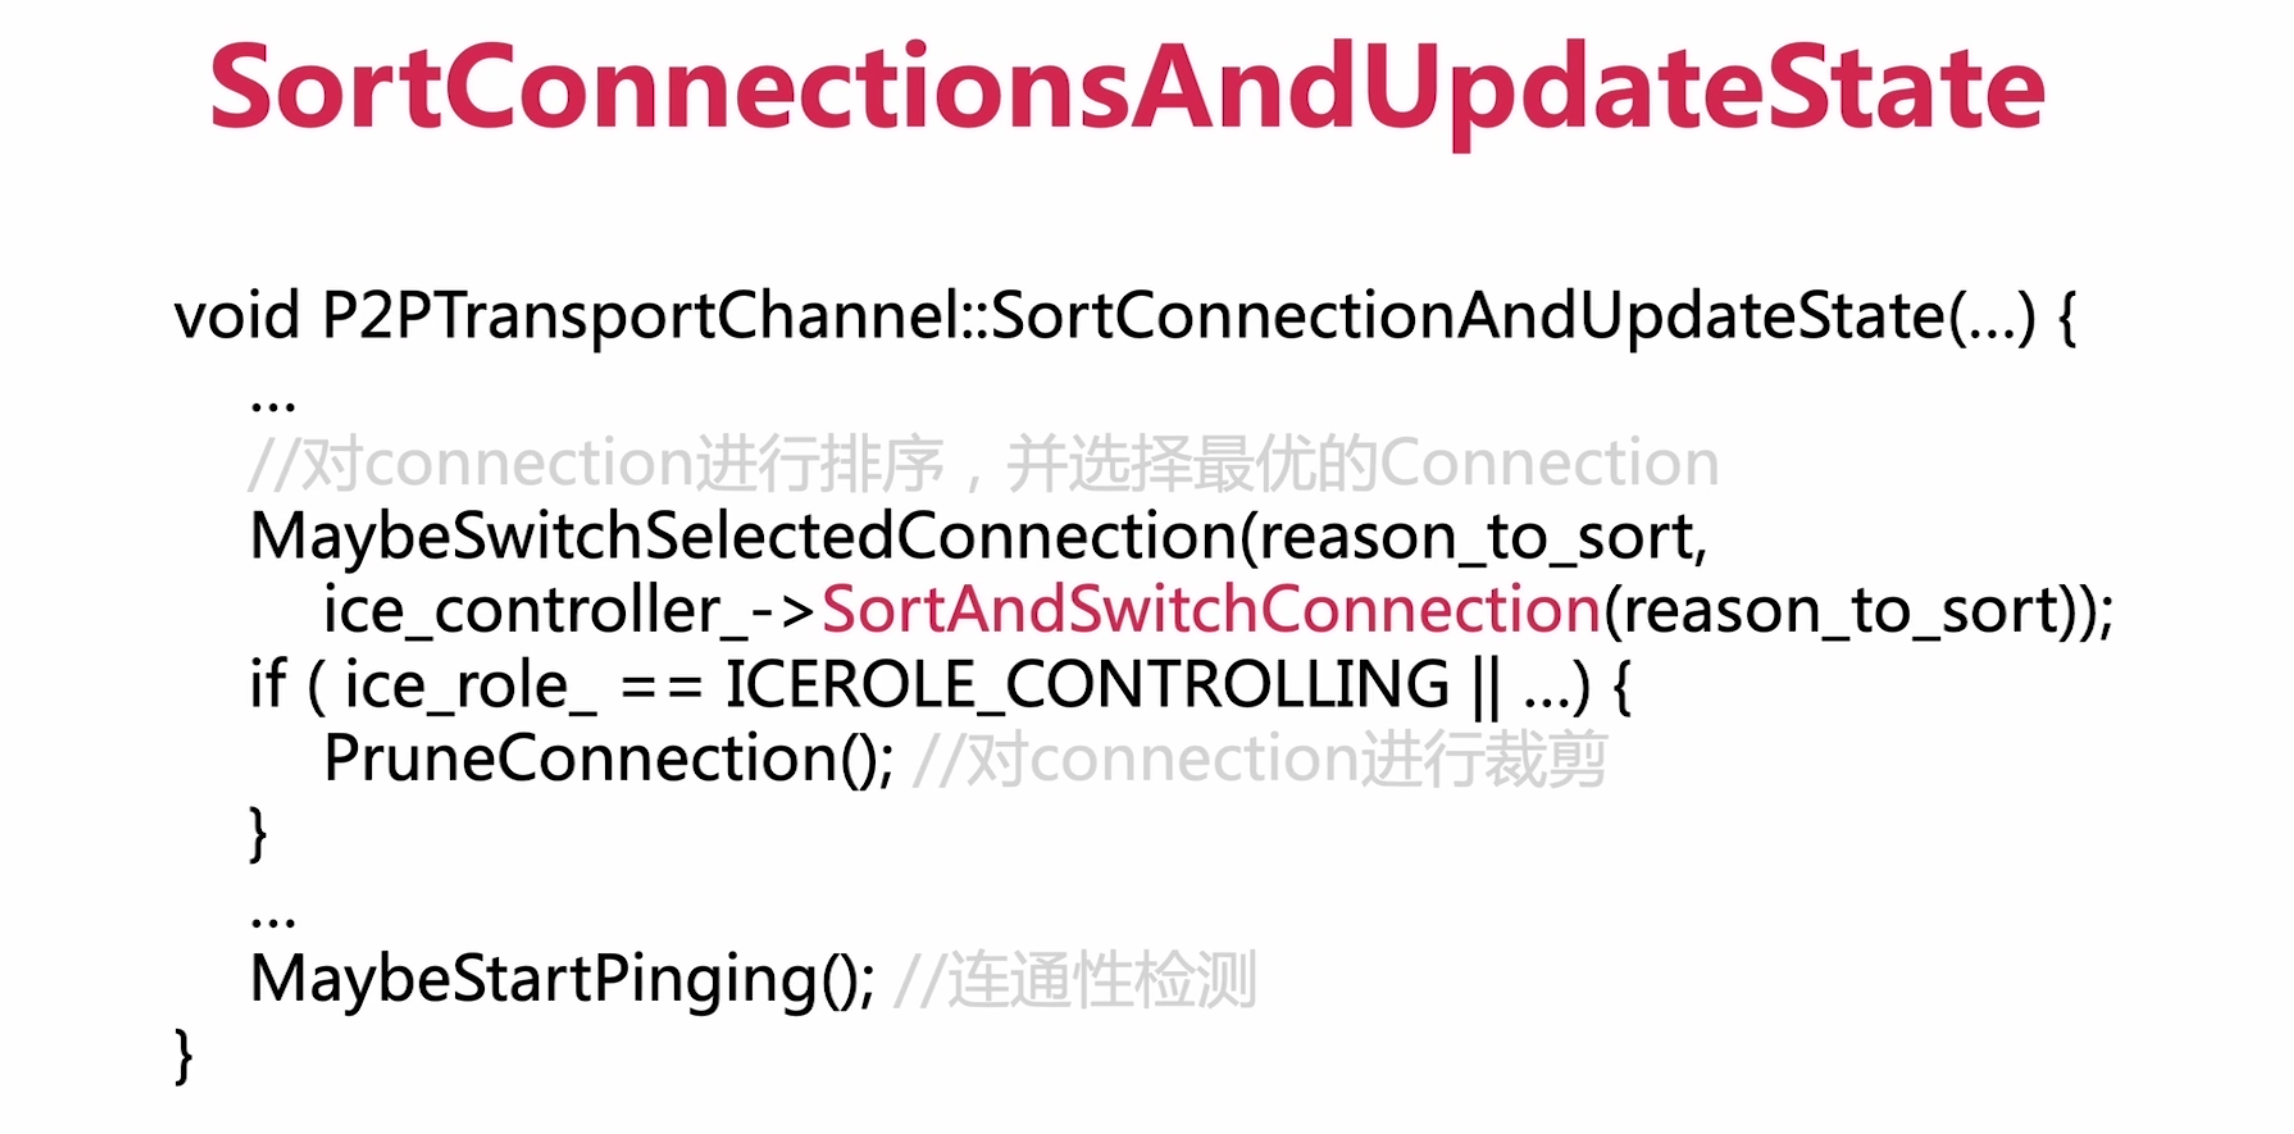 SortConnectionsAndUpdateState
void P2PTransportChannel::SortConnectionAndUpdateState(...) {
...
//对connection进行排序，并选择最优的Connection
MaybeSwitchSelectedConnection(reason_to_sort,
ice_controller_->SortAndSwitchConnection(reason_to_sort));
if ( ice_role_ == ICEROLE_CONTROLLING || ...) {
PruneConnection(); //对connection进行裁剪
}
...
MaybeStartPinging(); //连通性检测
}